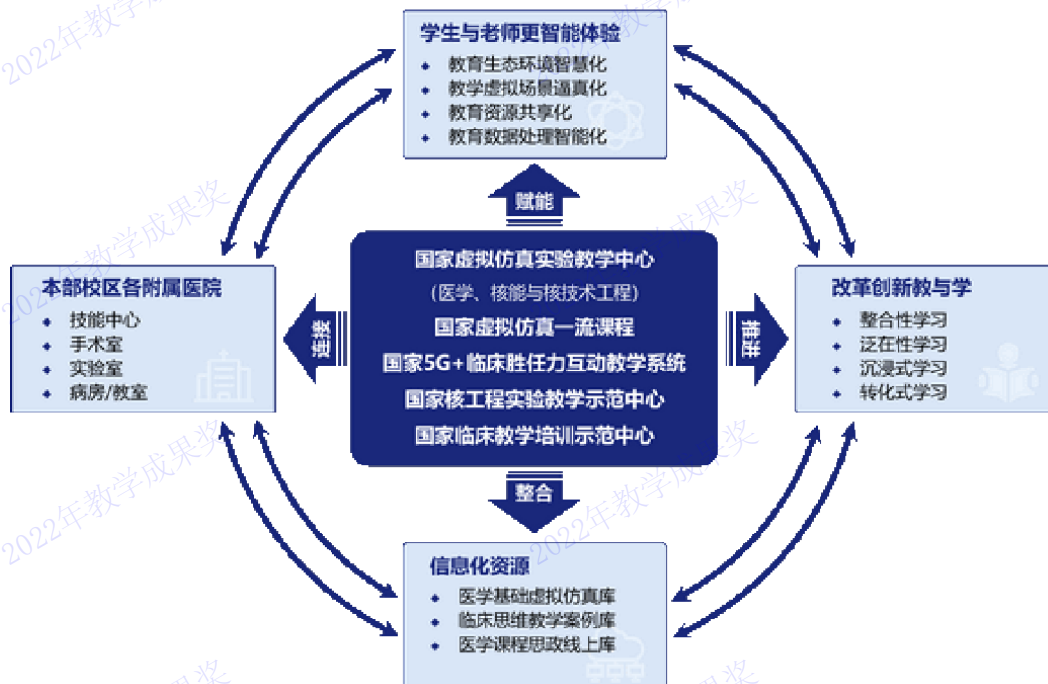 学生与老师更智能体验
教育生态环境智慧化
教学虚拟场景逼真化
教育资源共享化
教育数据处理智能化
赋能
本部校区各附属医院
技能中心
手术室
实验室
病房/教室
连接
国家虚拟仿真实验教学中心
(医学、核能与核技术工程)
国家虚拟仿真一流课程
国家5G+临床胜任力互动教学系统
国家核工程实验教学示范中心
国家临床教学培训示范中心
推进
改革创新教与学
整合性学习
泛在性学习
沉浸式学习
转化式学习
整合
信息化资源
医学基础虚拟仿真库
临床思维教学案例库
医学课程思政线上库
2022年教学成果奖